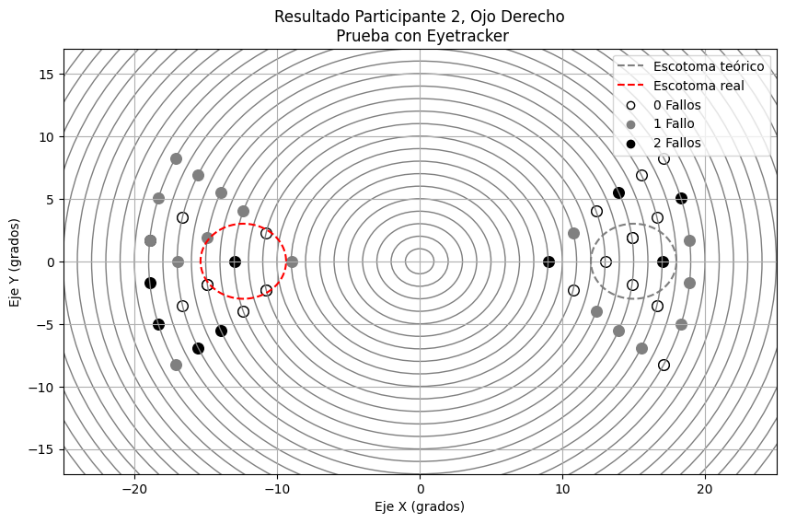 Resultado Participante 2, Ojo Derecho
Prueba con Eyetracker
Escotoma teórico
Escotoma real
0 Fallos
1 Fallo
2 Fallos
15
10
5
0
−5
−10
−15
Eje Y (grados)
−20 −10 0 10 20
Eje X (grados)